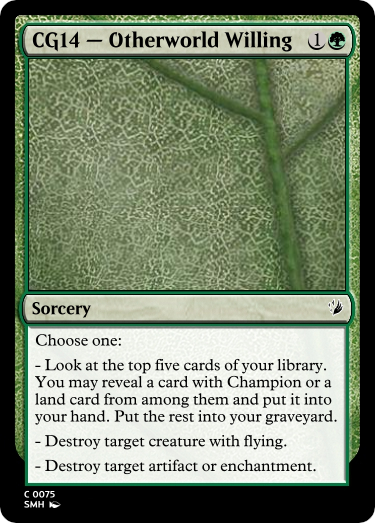 CG14 — Otherworld Willing 1
Sorcery
Choose one:
- Look at the top five cards of your library.
You may reveal a card with Champion or a
land card from among them and put it into
your hand. Put the rest into your graveyard.
- Destroy target creature with flying.
- Destroy target artifact or enchantment.
C 0075
SMH